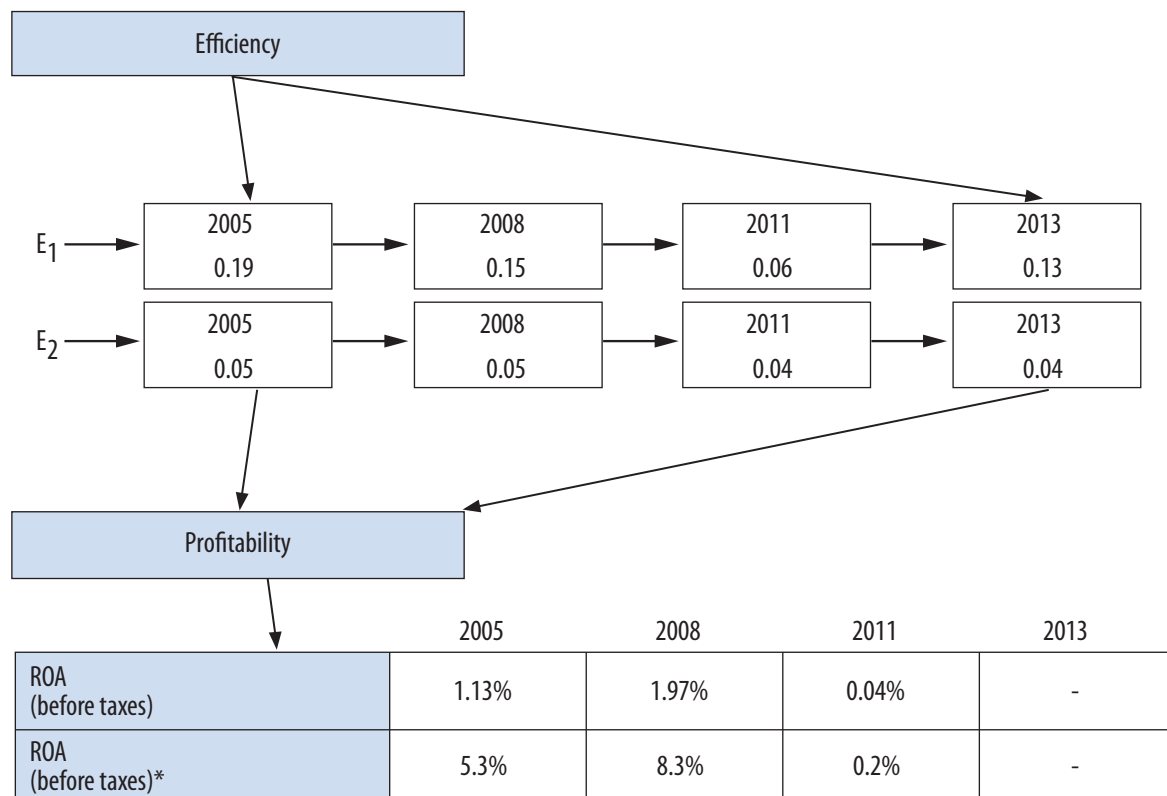 Efficiency
E1
2005
0.19
2008
0.15
2011
0.06
2013
0.13
E2
2005
0.05
2008
0.05
2011
0.04
2013
0.04
Profitability
2005 2008 2011 2013
ROA
(before taxes) 1.13% 1.97% 0.04% -
ROA
(before taxes)* 5.3% 8.3% 0.2% -